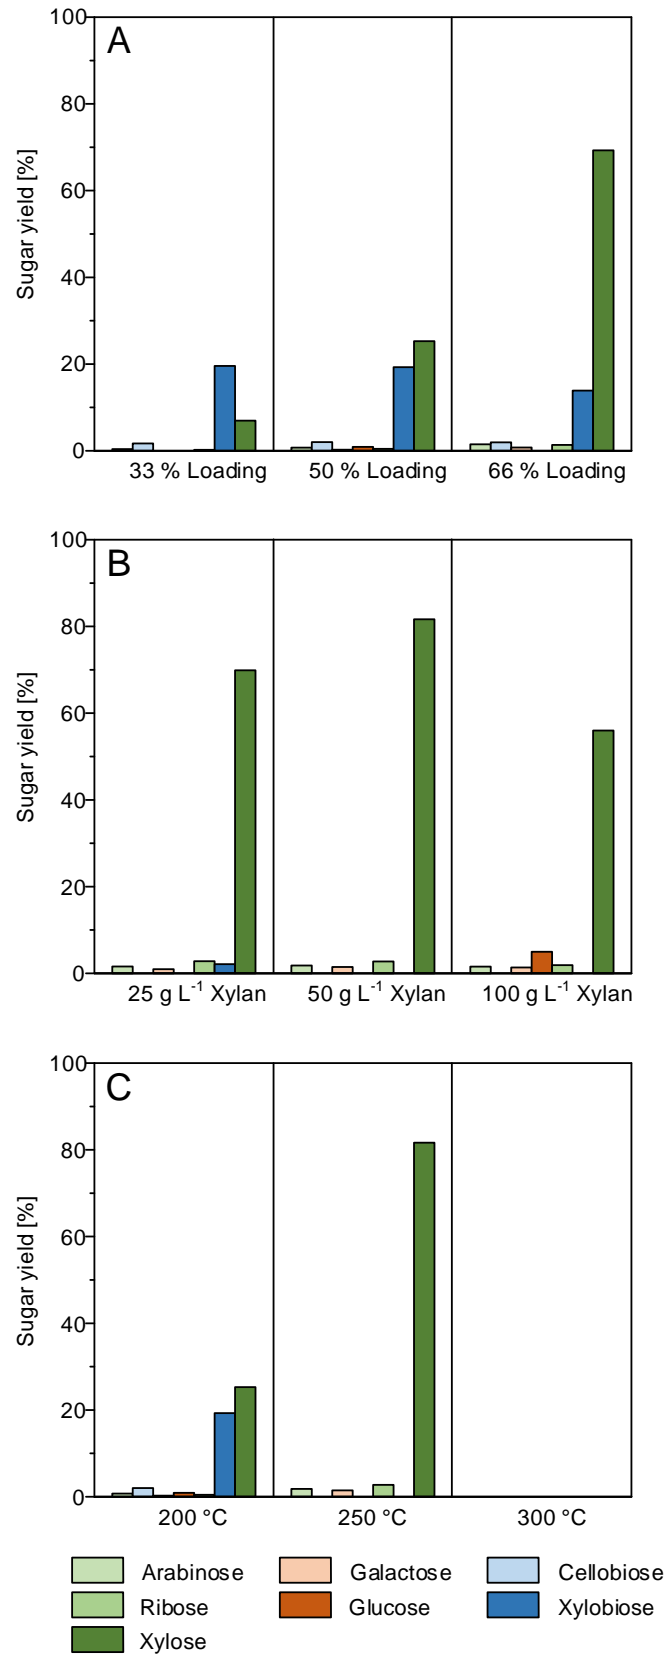 A
100
80
60
40
20
0
Sugar yield [%]
33 % Loading 50 % Loading 66 % Loading
B
100
80
60
40
20
0
Sugar yield [%]
25 g L⁻¹ Xylan 50 g L⁻¹ Xylan 100 g L⁻¹ Xylan
C
100
80
60
40
20
0
Sugar yield [%]
200 °C 250 °C 300 °C
Arabinose Galactose Cellobiose
Ribose Glucose Xylobiose
Xylose